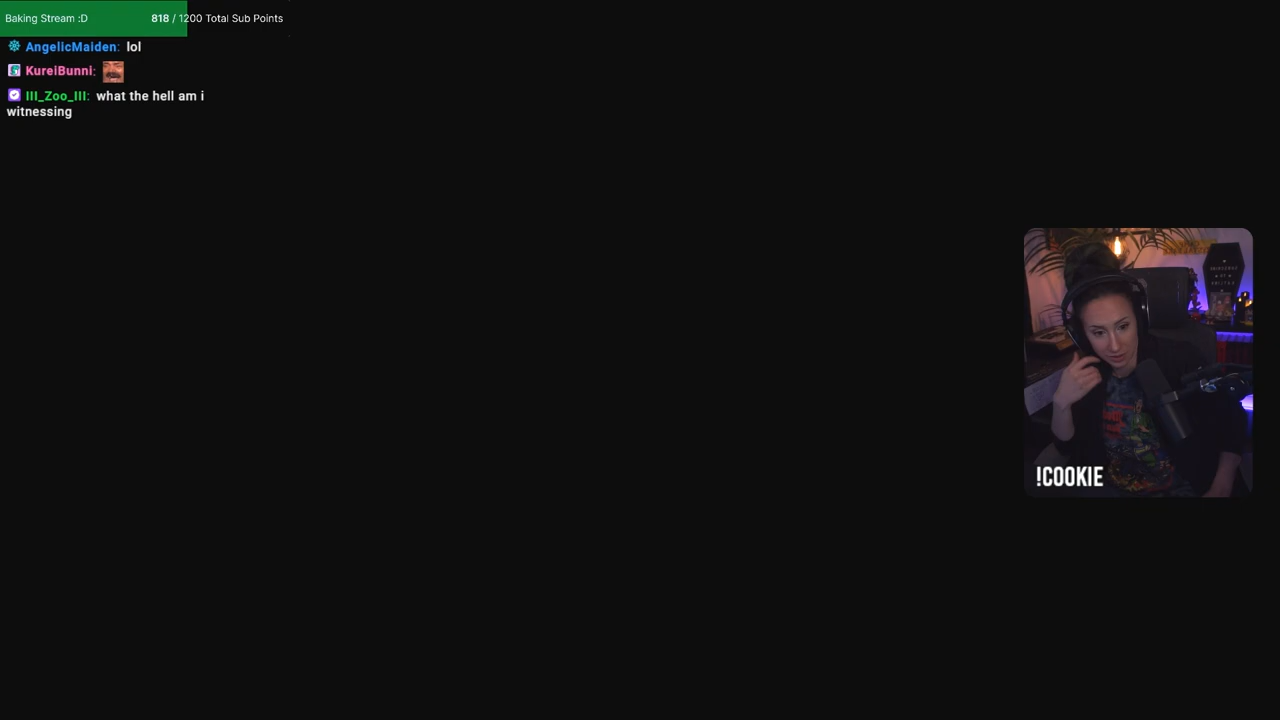 Baking Stream :D 818 / 1200 Total Sub Points
AngelicMaiden: lol
KureiBunni:
III_Zoo_III: what the hell am i
witnessing
!COOKIE